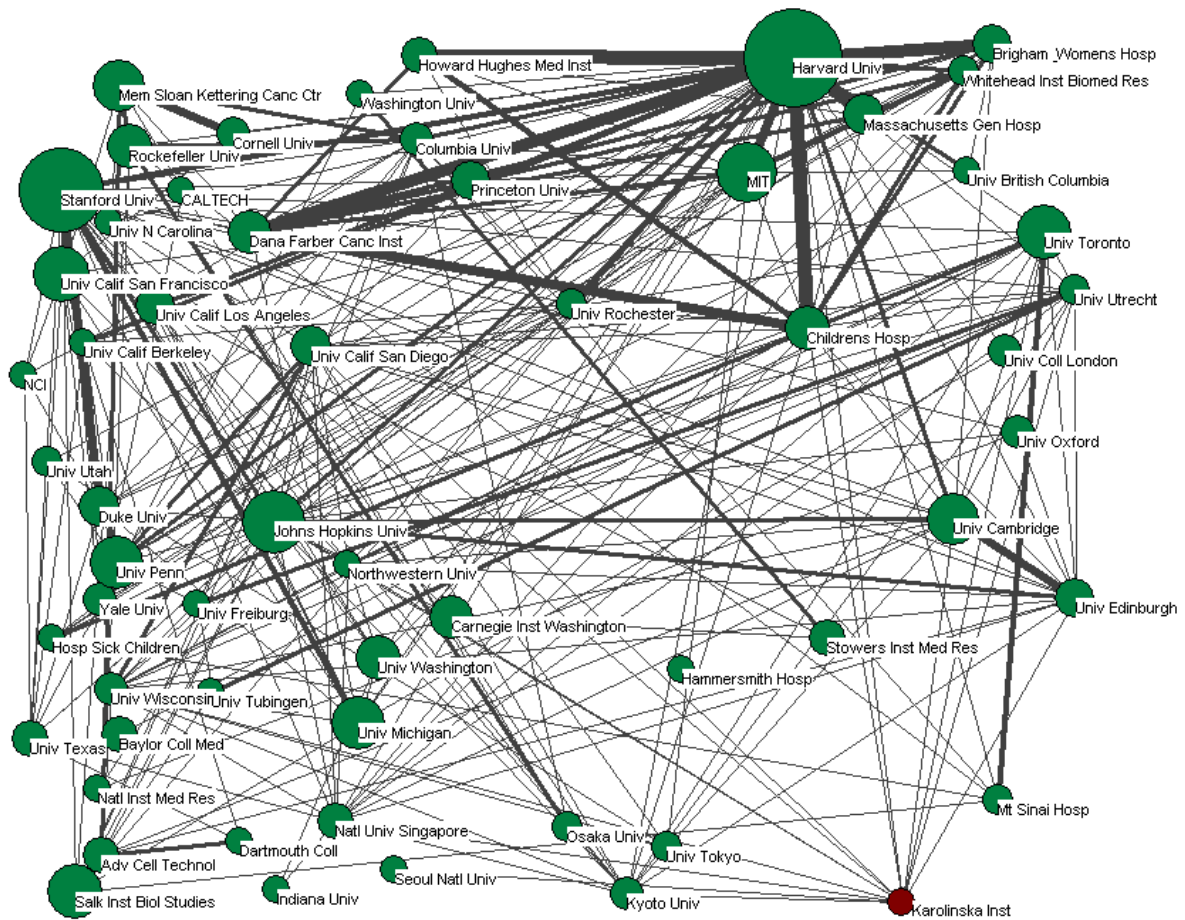 Howard Hughes Med Inst
Harvard Univ
Brigham_Womens Hosp
Whitehead Inst Biomed Res
Mem Sloan Kettering Canc Ctr
Washington Univ
Massachusetts Gen Hosp
Cornell Univ
Columbia Univ
Rockefeller Univ
Princeton Univ
MIT
Univ British Columbia
Stanford Univ
CALTECH
Univ N Carolina
Dana Farber Canc Inst
Univ Toronto
Univ Calif San Francisco
Univ Utrecht
Univ Calif Los Angeles
Univ Rochester
Childrens Hosp
Univ Calif Berkeley
Univ Calif San Diego
Univ Coll London
NCI
Univ Oxford
Univ Utah
Duke Univ
Johns Hopkins Univ
Univ Cambridge
Univ Penn
Northwestern Univ
Yale Univ
Univ Freiburg
Univ Edinburgh
Carnegie Inst Washington
Hosp Sick Children
Stowers Inst Med Res
Univ Washington
Hammersmith Hosp
Univ Wisconsin
Univ Tubingen
Univ Michigan
Univ Texas
Baylor Coll Med
Natl Inst Med Res
Mt Sinai Hosp
Natl Univ Singapore
Osaka Univ
Dartmouth Coll
Univ Tokyo
Adv Cell Technol
Seoul Natl Univ
Salk Inst Biol Studies
Indiana Univ
Kyoto Univ
Karolinska Inst